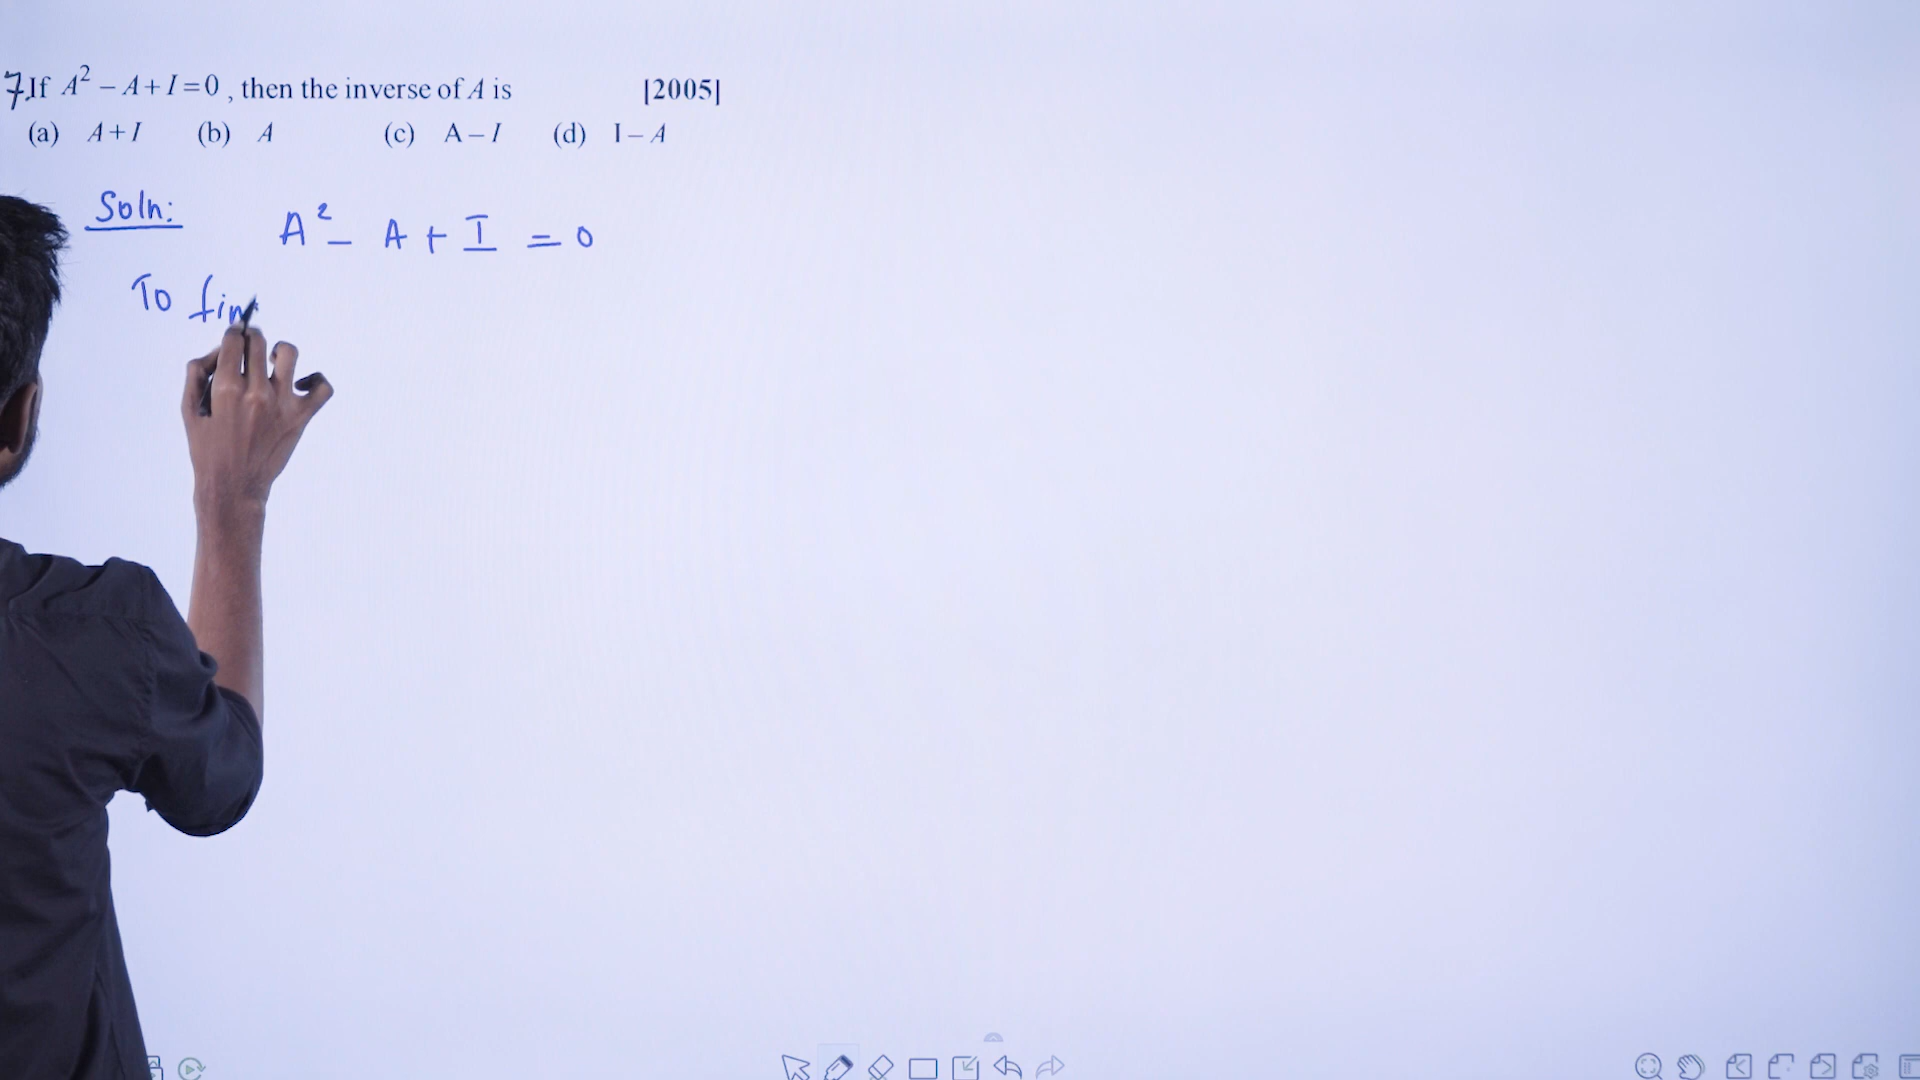 7. If A² – A + I = 0 , then the inverse of A is [2005]
(a) A + I (b) A (c) A – I (d) I – A
Soln:
A² – A + I = 0
To fin